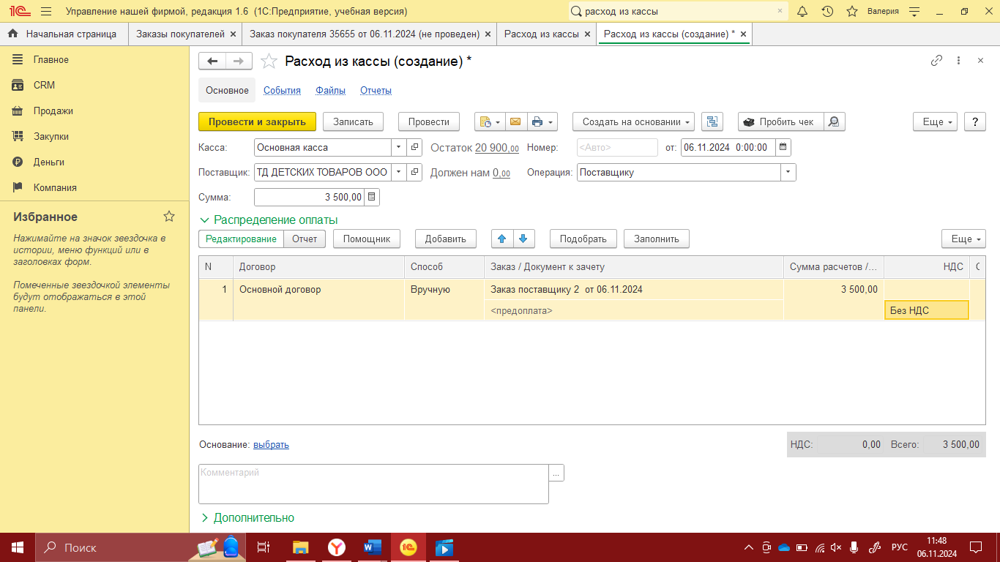 1С Управление нашей фирмой, редакция 1.6 (1С:Предприятие, учебная версия) расход из кассы × Валерия
Начальная страница Заказы покупателей × Заказ покупателя 35655 от 06.11.2024 (не проведен) × Расход из кассы × Расход из кассы (создание) * ×
Главное
CRM
Продажи
Закупки
Деньги
Компания
Избранное
Нажимайте на значок звездочка в
истории, меню функций или в
заголовках форм.
Помеченные звездочкой элементы
будут отображаться в этой
панели.
Расход из кассы (создание) *
Основное События Файлы Отчеты
Провести и закрыть Записать Провести Создать на основании Пробить чек Еще ?
Касса: Основная касса Остаток 20 900,00 Номер: <Авто> от: 06.11.2024 0:00:00
Поставщик: ТД ДЕТСКИХ ТОВАРОВ ООО Должен нам 0,00 Операция: Поставщику
Сумма: 3 500,00
Распределение оплаты
Редактирование Отчет Помощник Добавить Подобрать Заполнить Еще
N Договор Способ Заказ / Документ к зачету Сумма расчетов /... НДС
1 Основной договор Вручную Заказ поставщику 2 от 06.11.2024 3 500,00
<предоплата> Без НДС
Основание: выбрать НДС: 0,00 Всего: 3 500,00
Комментарий ...
Дополнительно
Поиск РУС 11:48
06.11.2024